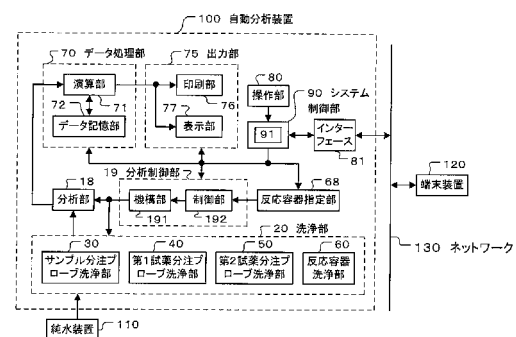 100 自動分析装置
70 データ処理部
75 出力部
演算部
71
72
データ記憶部
印刷部
76
77
表示部
80
操作部
90 システム
制御部
91
インター
フェース
81
120
端末装置
19 分析制御部
18
分析部
機構部
191
制御部
192
68
反応容器指定部
20 洗浄部
30
サンプル分注プ
ローブ洗浄部
40
第1試薬分注プ
ローブ洗浄部
50
第2試薬分注プ
ローブ洗浄部
60
反応容器
洗浄部
130 ネットワーク
純水装置
110